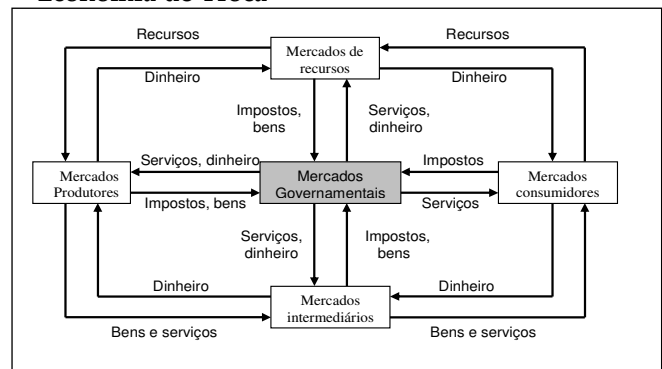 Economia de Troca
Recursos
Recursos
Mercados de
recursos
Dinheiro
Dinheiro
Impostos,
bens
Serviços,
dinheiro
Serviços, dinheiro
Impostos
Mercados
Produtores
Mercados
Governamentais
Mercados
consumidores
Impostos, bens
Serviços
Serviços,
dinheiro
Impostos,
bens
Dinheiro
Dinheiro
Mercados
intermediários
Bens e serviços
Bens e serviços